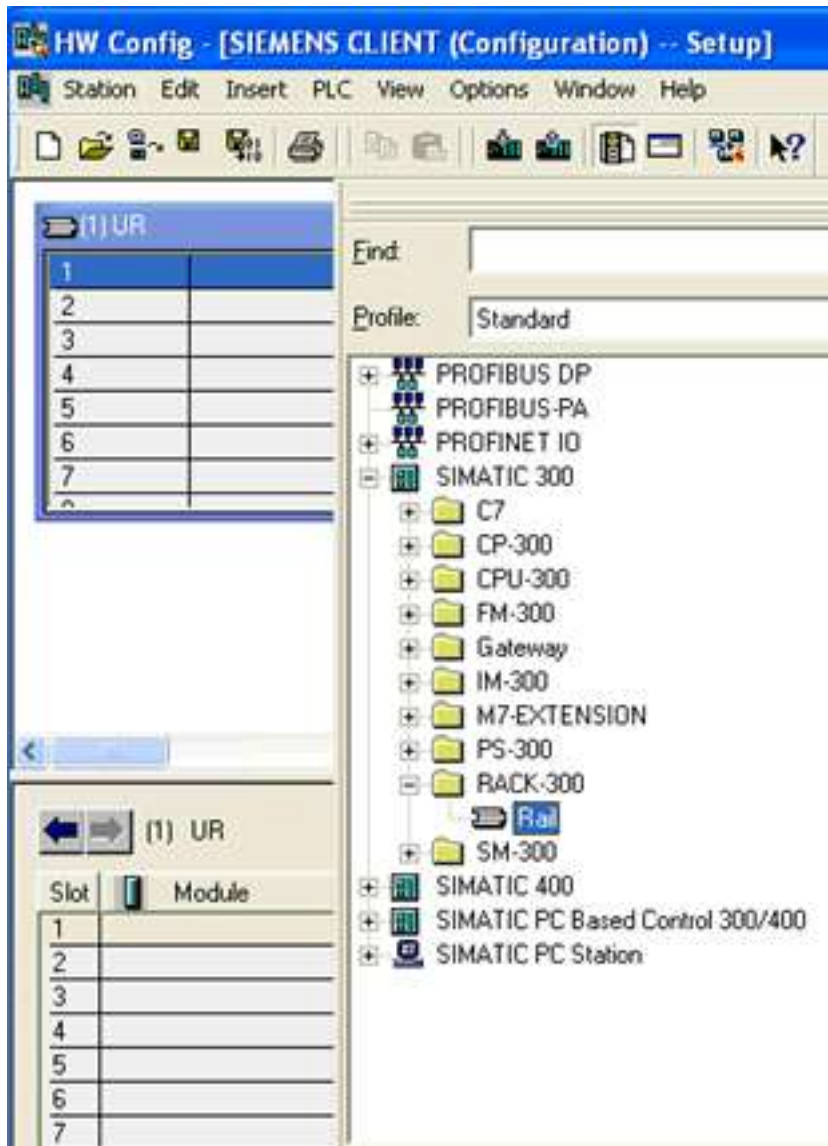 HW Config - [SIEMENS CLIENT (Configuration) -- Setup]
Station Edit Insert PLC View Options Window Help
(1) UR
1
2
3
4
5
6
7
Find:
Profile: Standard
PROFIBUS DP
PROFIBUS-PA
PROFINET IO
SIMATIC 300
C7
CP-300
CPU-300
FM-300
Gateway
IM-300
M7-EXTENSION
PS-300
RACK-300
Rail
SM-300
SIMATIC 400
SIMATIC PC Based Control 300/400
SIMATIC PC Station
(1) UR
Slot Module
1
2
3
4
5
6
7